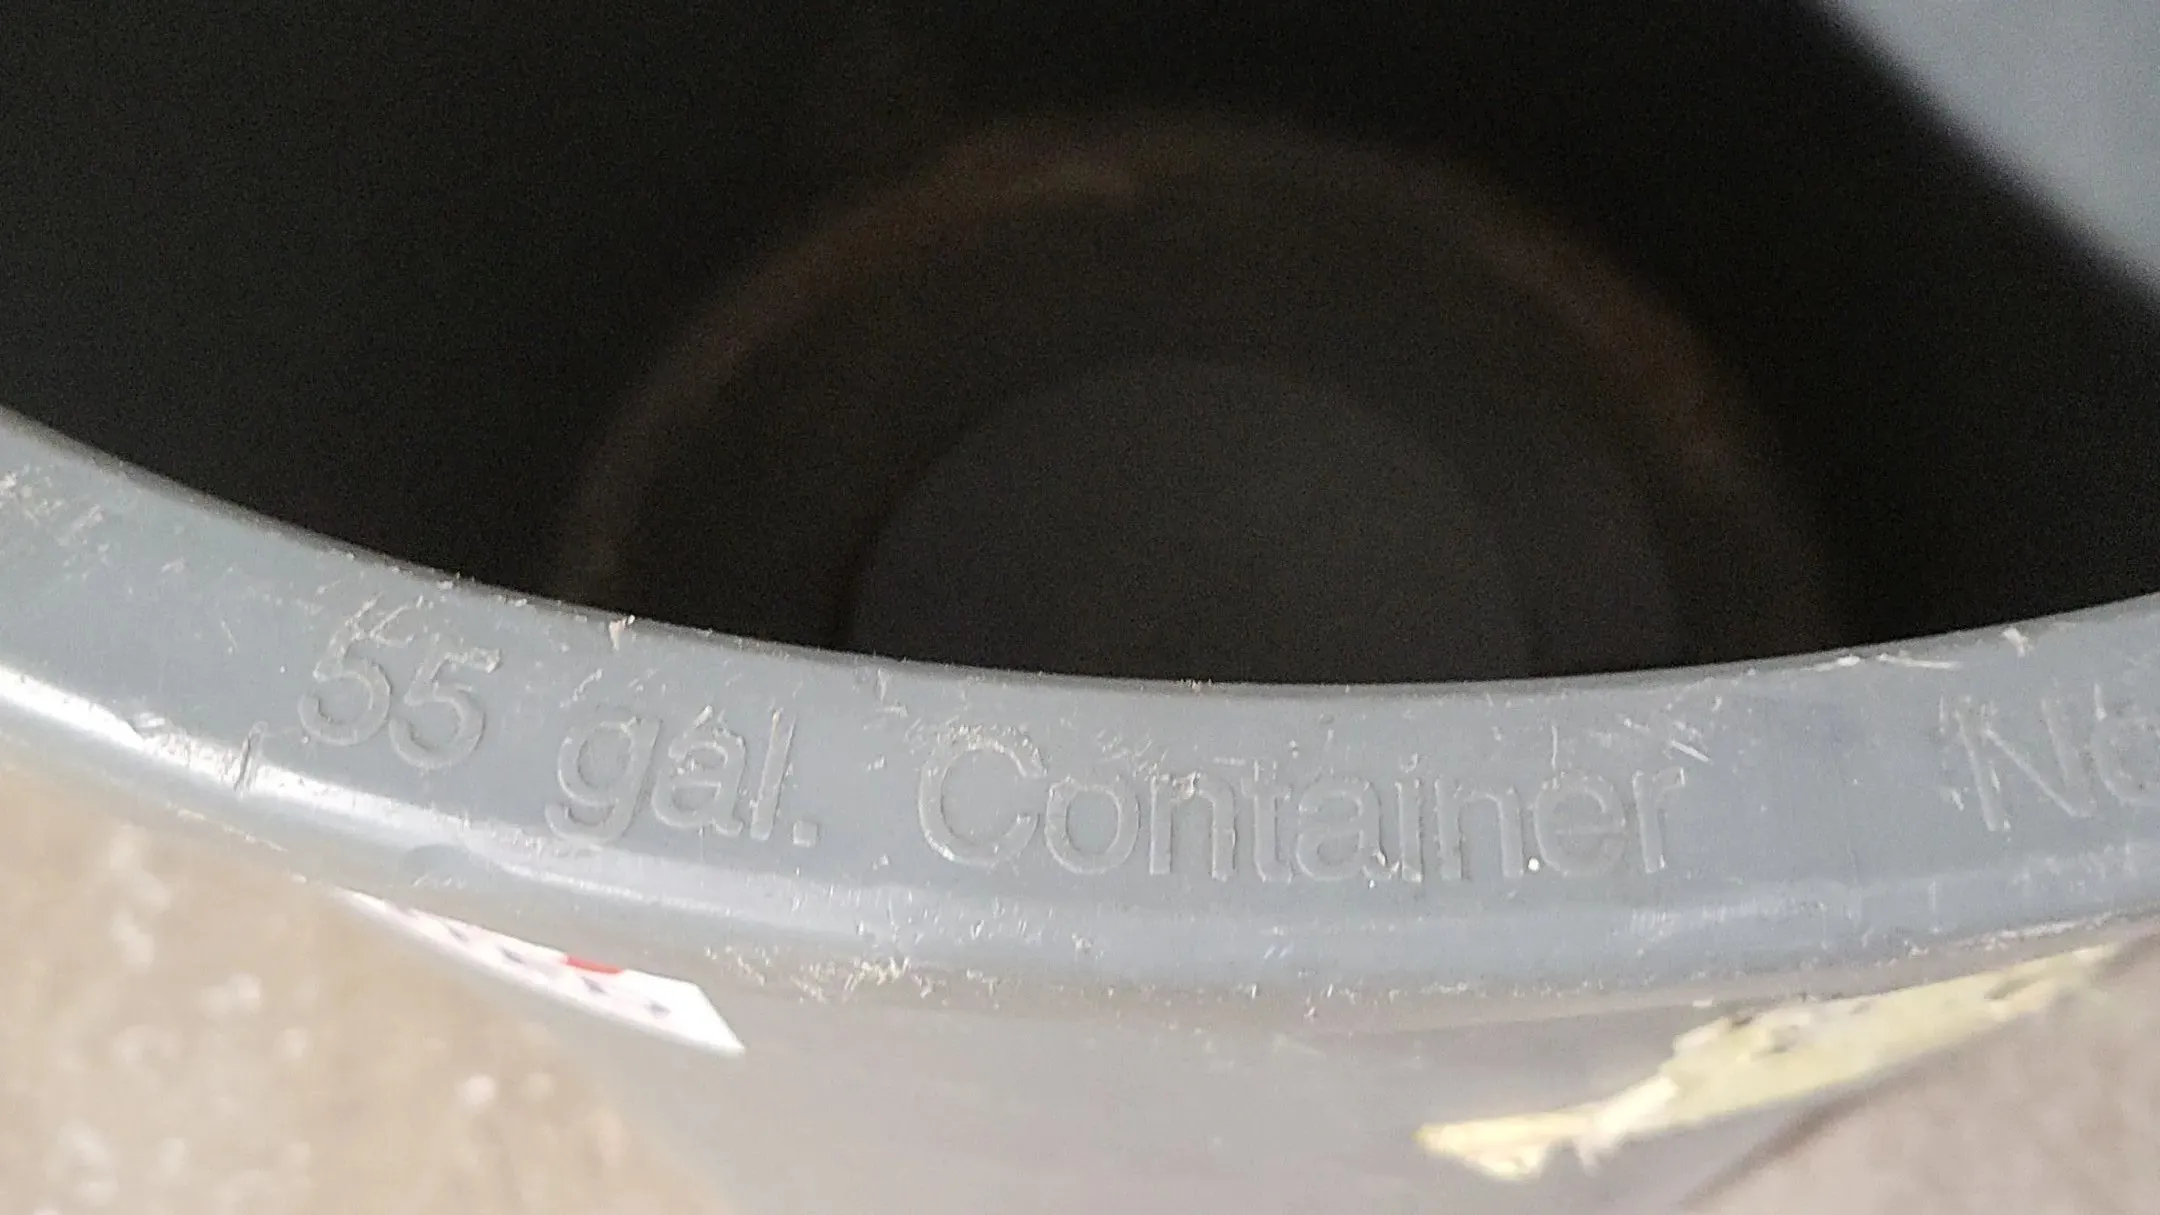 55 gal. Container